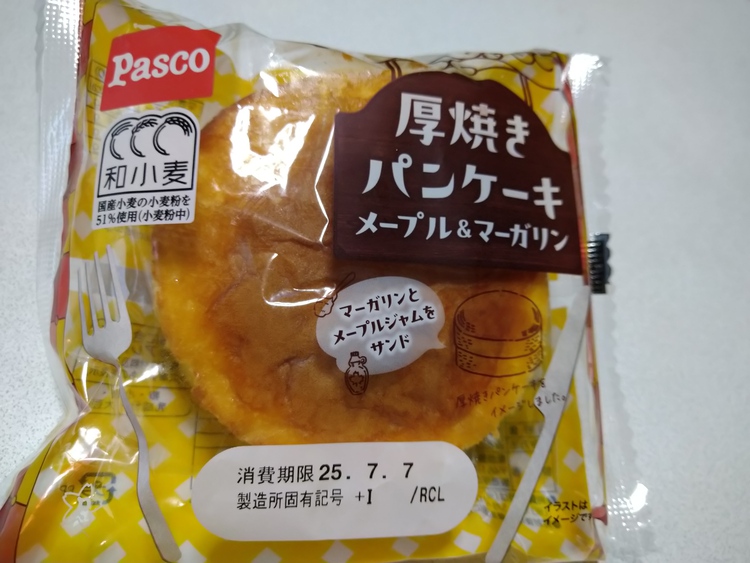 Pasco
和小麦
国産小麦の小麦粉を
51%使用(小麦粉中)
厚焼き
パンケーキ
メープル&マーガリン
マーガリンと
メープルジャムを
サンド
厚焼きパンケーキを
イメージしました。
消費期限 25. 7. 7
製造所固有記号 +I /RCL
イラストは
イメージです